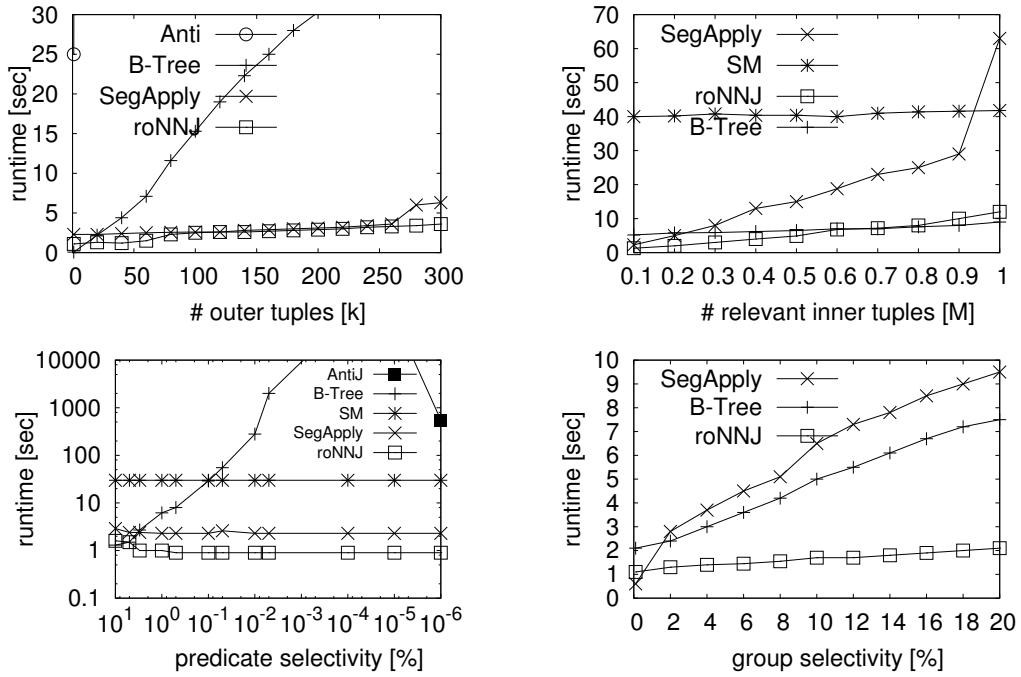 30
25
20
15
10
5
0
runtime [sec]
Anti
B-Tree
SegApply
roNNJ
0 50 100 150 200 250 300
# outer tuples [k]
70
60
50
40
30
20
10
0
runtime [sec]
SegApply
SM
roNNJ
B-Tree
0.1 0.2 0.3 0.4 0.5 0.6 0.7 0.8 0.9 1
# relevant inner tuples [M]
10000
1000
100
10
1
0.1
runtime [sec]
AntiJ
B-Tree
SM
SegApply
roNNJ
10^1 10^0 10^-1 10^-2 10^-3 10^-4 10^-5 10^-6
predicate selectivity [%]
10
9
8
7
6
5
4
3
2
1
0
runtime [sec]
SegApply
B-Tree
roNNJ
0 2 4 6 8 10 12 14 16 18 20
group selectivity [%]